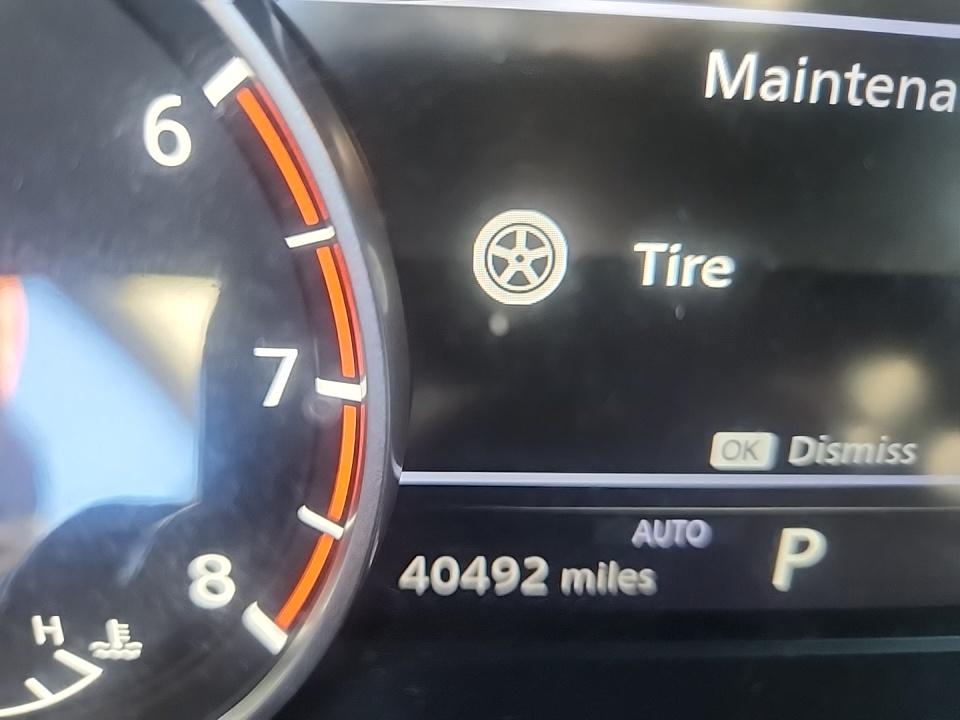 Maintena
6
Tire
7
OK Dismiss
AUTO P
40492 miles
8
H